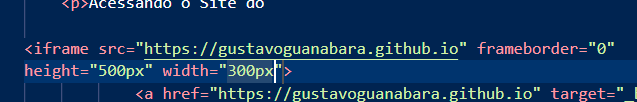 <p>Acessando o Site do
<iframe src="https://gustavoguanabara.github.io" frameborder="0"
height="500px" width="300px">
<a href="https://gustavoguanabara.github.io" target="